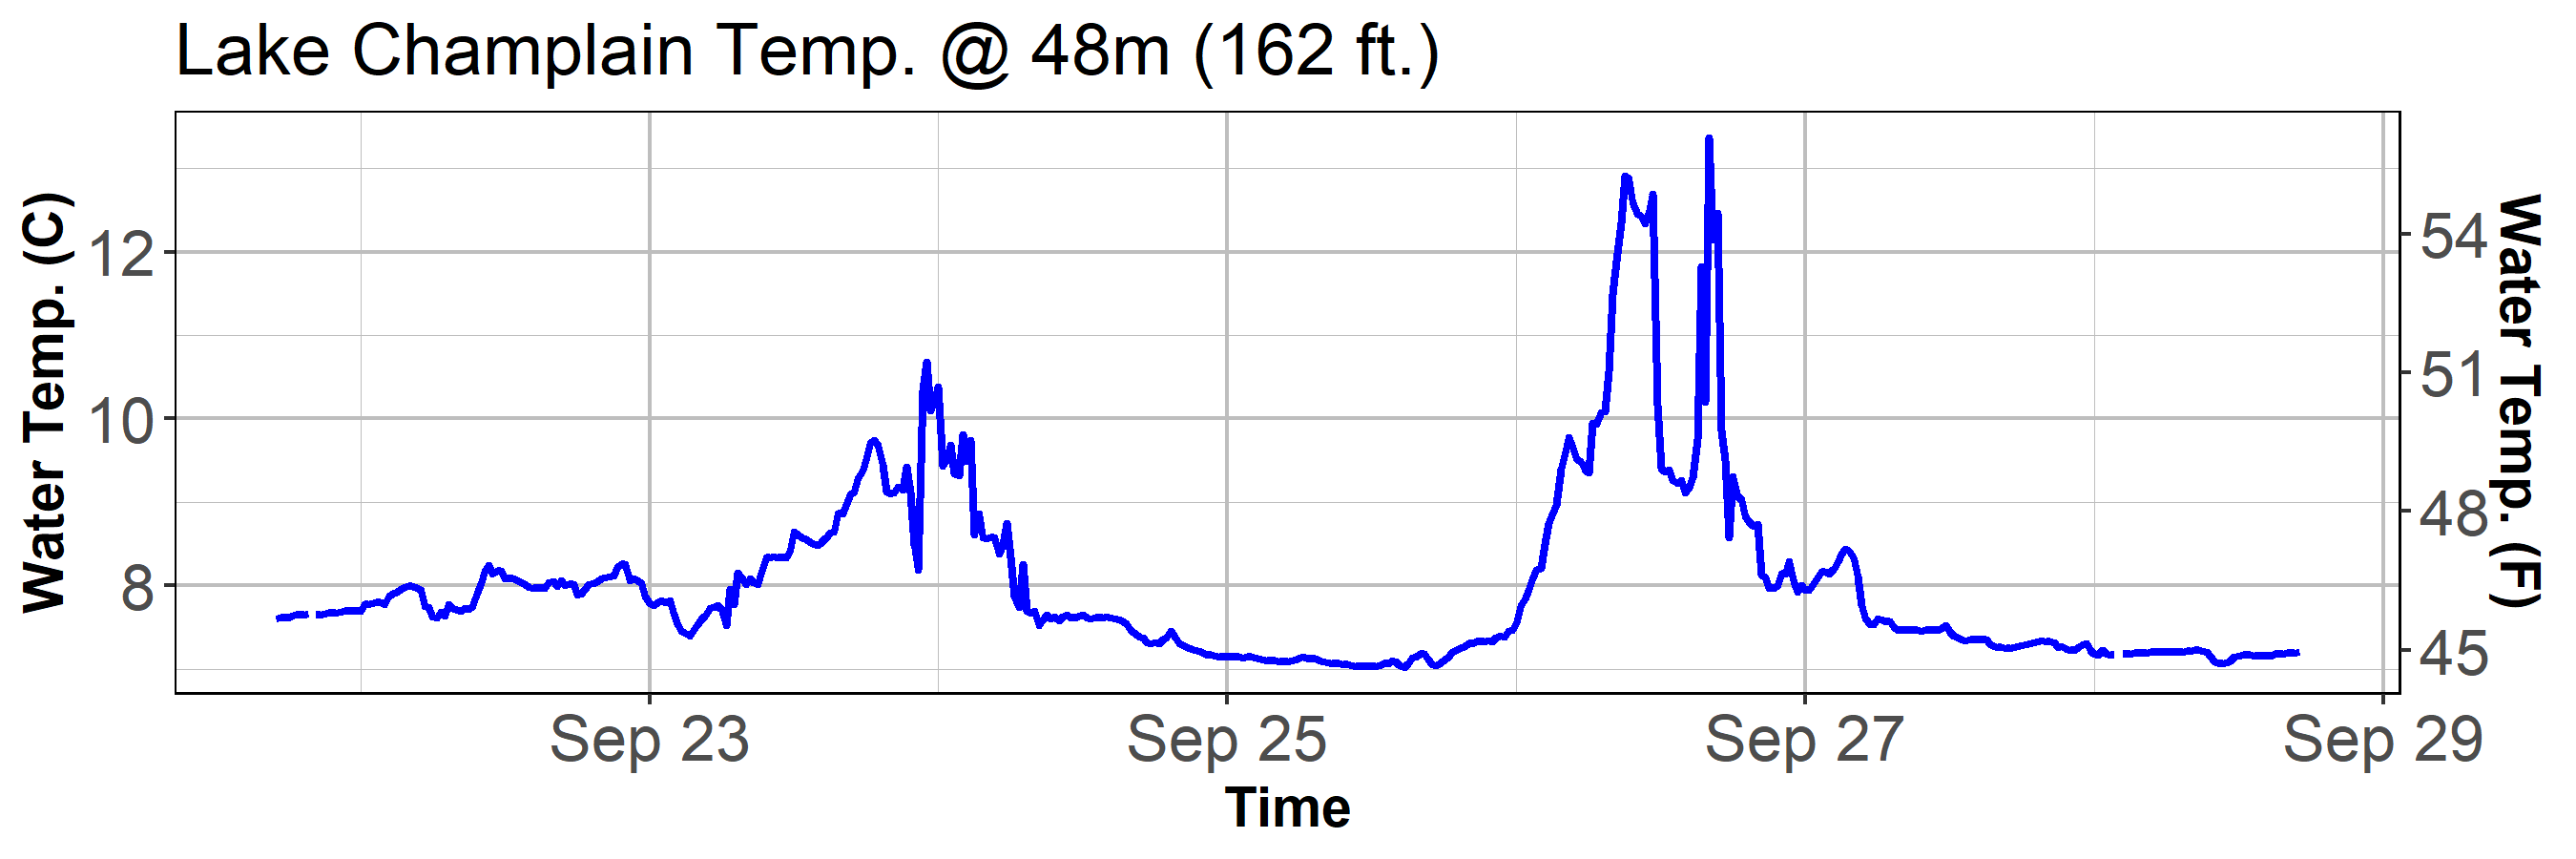 Lake Champlain Temp. @ 48m (162 ft.)
Water Temp. (C)
12
10
8
54
51
48
45
Water Temp. (F)
Sep 23 Sep 25 Sep 27 Sep 29
Time